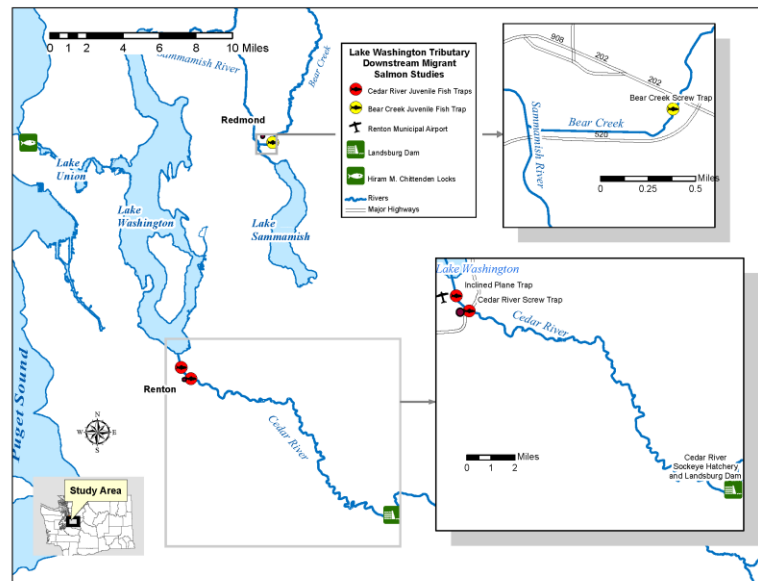 0 1 2 4 6 8 10 Miles
Sammamish River
Bear Creek
Redmond
Lake
Union
Lake
Washington
Lake
Sammamish
Puget Sound
Renton
Cedar River
N
W E
S
Study Area
Lake Washington Tributary
Downstream Migrant
Salmon Studies
Cedar River Juvenile Fish Traps
Bear Creek Juvenile Fish Trap
Renton Municipal Airport
Landsburg Dam
Hiram M. Chittenden Locks
Rivers
Major Highways
908
202
202
Bear Creek Screw Trap
Bear Creek
520
Sammamish River
Miles
0 0.25 0.5
Lake Washington
Inclined Plane Trap
Cedar River Screw Trap
Cedar River
Miles
0 1 2
Cedar River
Sockeye Hatchery
and Landsburg Dam